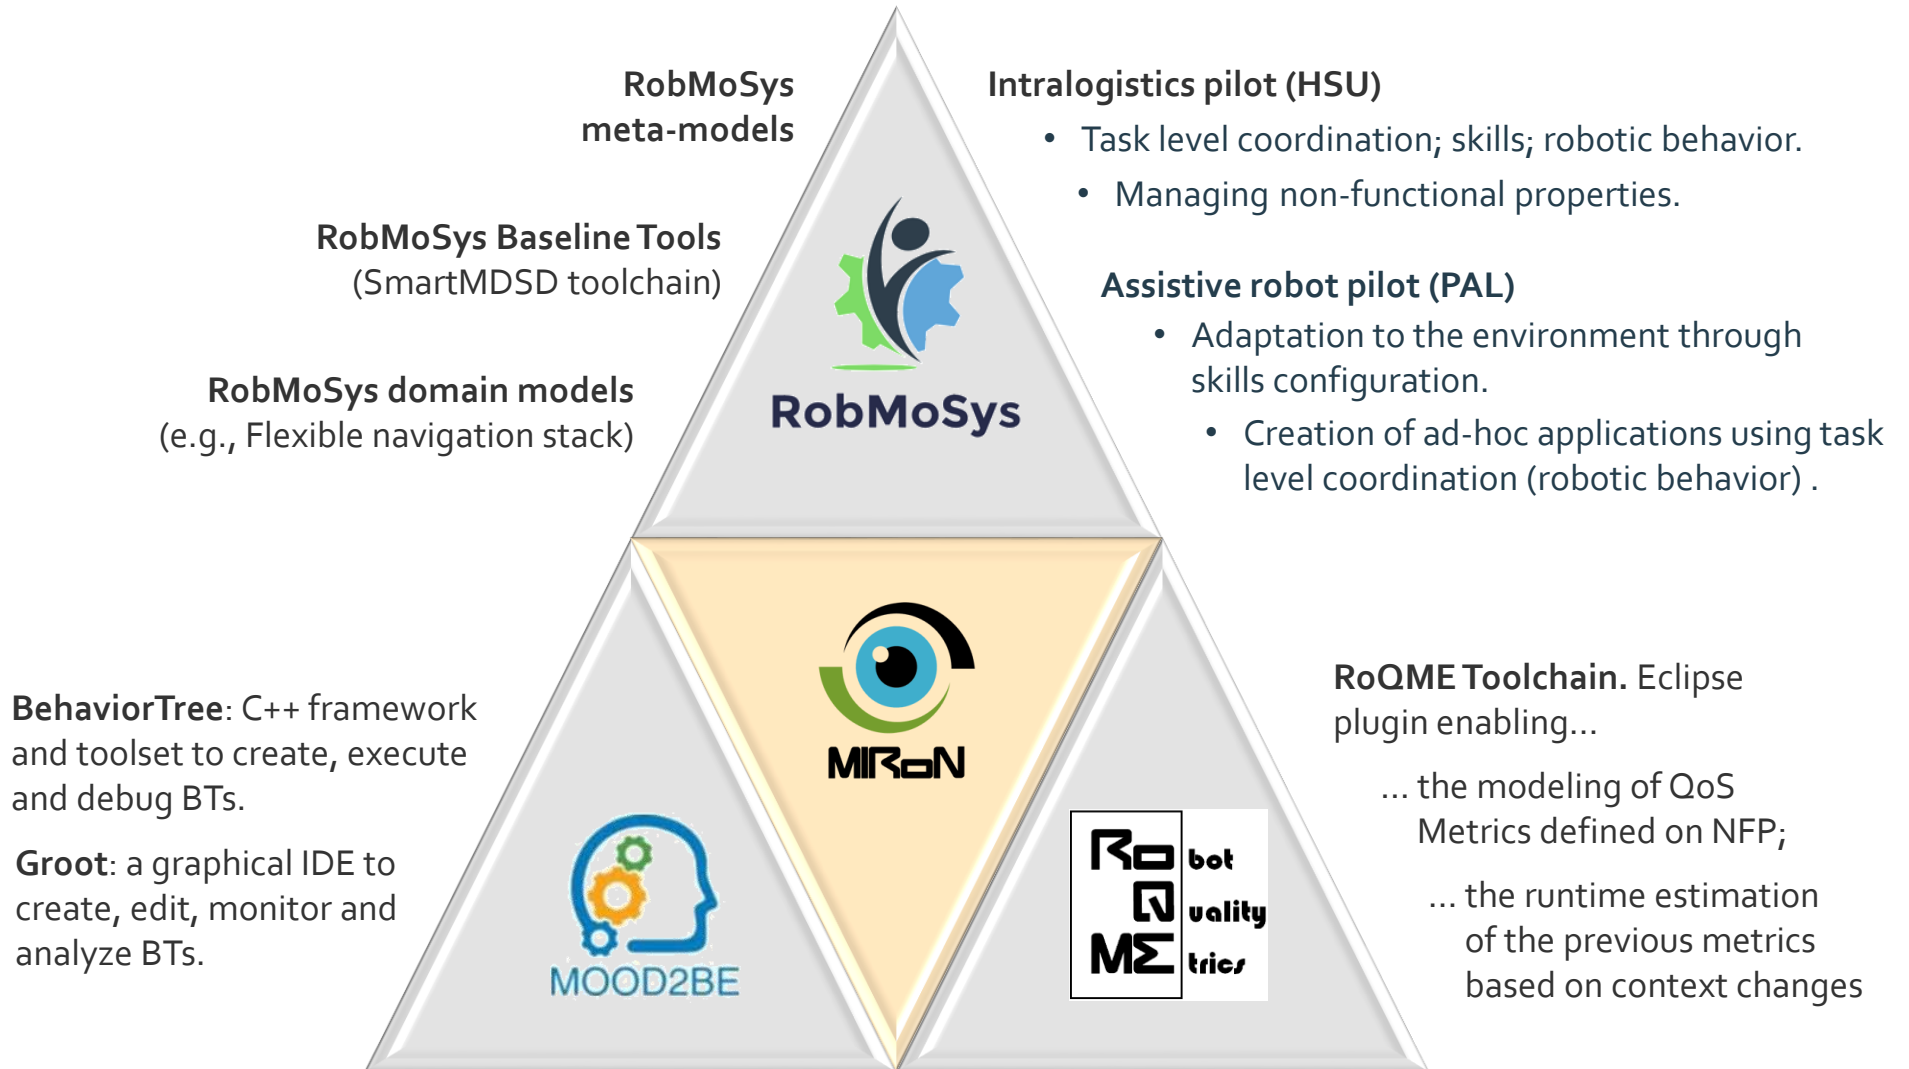 RobMoSys
meta-models
RobMoSys Baseline Tools
(SmartMDSD toolchain)
RobMoSys domain models
(e.g., Flexible navigation stack)
Intralogistics pilot (HSU)
• Task level coordination; skills; robotic behavior.
• Managing non-functional properties.
Assistive robot pilot (PAL)
• Adaptation to the environment through
skills configuration.
• Creation of ad-hoc applications using task
level coordination (robotic behavior) .
RobMoSys
MIRoN
BehaviorTree: C++ framework
and toolset to create, execute
and debug BTs.
Groot: a graphical IDE to
create, edit, monitor and
analyze BTs.
MOOD2BE
Robot
Quality
MEtrics
RoQME Toolchain. Eclipse
plugin enabling...
... the modeling of QoS
Metrics defined on NFP;
... the runtime estimation
of the previous metrics
based on context changes